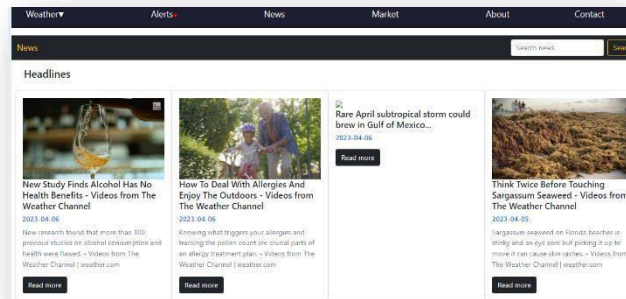 Weather▾
Alerts
News
Market
About
Contact
News
Search news
Sear
Headlines
New Study Finds Alcohol Has No
Health Benefits - Videos from The
Weather Channel
2023-04-06
New research found that more than 100
previous studies on alcohol consumption and
health were flawed. - Videos from The
Weather Channel | weather.com
Read more
How To Deal With Allergies And
Enjoy The Outdoors - Videos from
The Weather Channel
2023-04-06
Knowing what triggers your allergies and
tracking the pollen count are crucial parts of
an allergy treatment plan. - Videos from The
Weather Channel | weather.com
Read more
Rare April subtropical storm could
brew in Gulf of Mexico...
2023-04-06
Read more
Think Twice Before Touching
Sargassum Seaweed - Videos from
The Weather Channel
2023-04-05
Sargassum seaweed on Florida beaches is
stinky and an eye sore but picking it up to
move it can cause skin rashes. - Videos from
The Weather Channel | weather.com
Read more